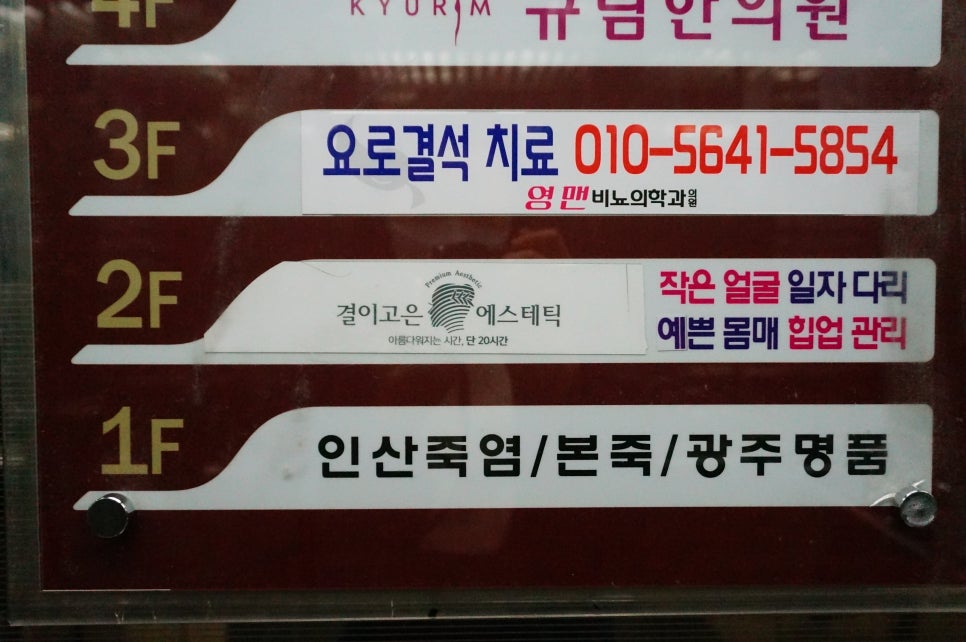 4F KYURIM 규림한의원
3F 요로결석 치료 010-5641-5854
영맨비뇨의학과의원
2F
Premium Aesthetic
결이고은 에스테틱
아름다워지는 시간, 단 20시간
작은 얼굴 일자 다리
예쁜 몸매 힙업 관리
1F 인산죽염/본죽/광주명품